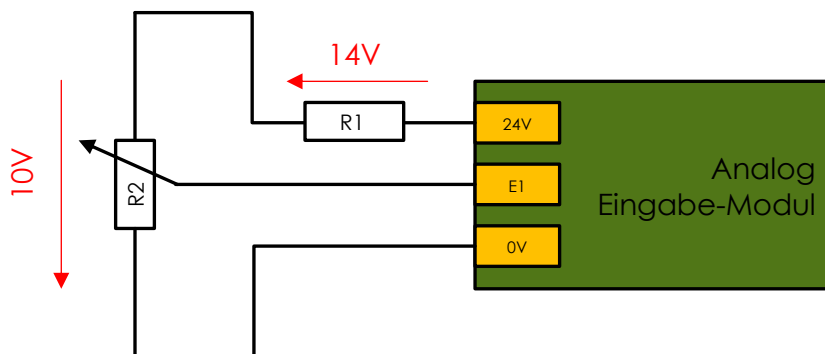 14V
R1
24V
10V
R2
E1
Analog
Eingabe-Modul
0V